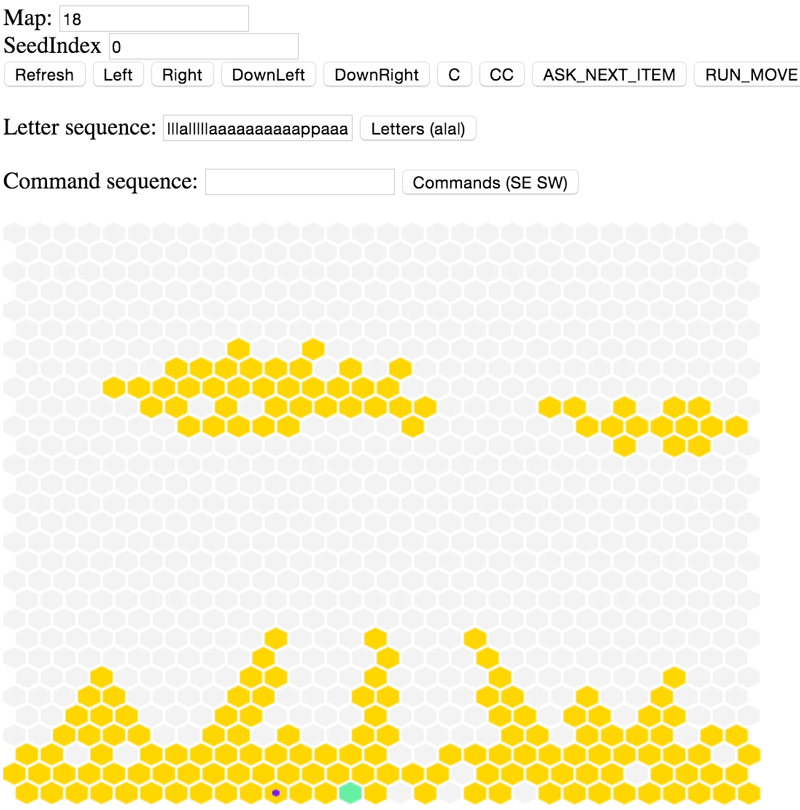 Map: 18
SeedIndex 0
Refresh Left Right DownLeft DownRight C CC ASK_NEXT_ITEM RUN_MOVE
Letter sequence: lllalllllaaaaaaaaaappaaa Letters (alal)
Command sequence: Commands (SE SW)